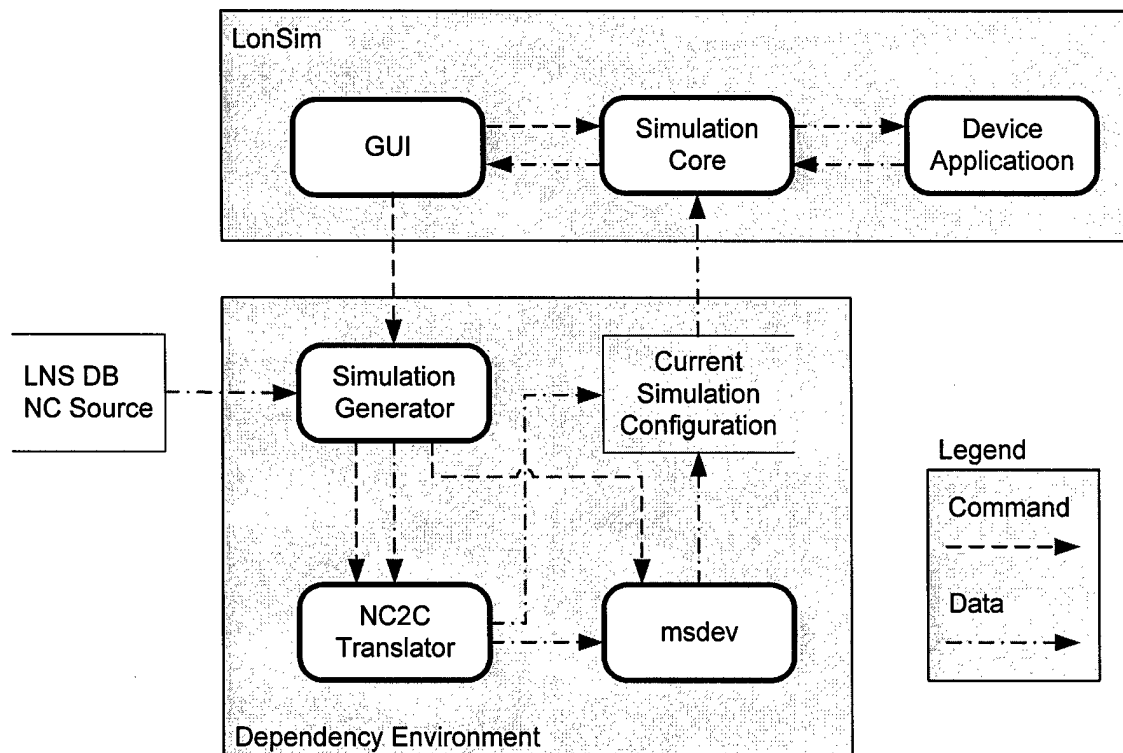 LonSim
GUI
Simulation
Core
Device
Applicatioon
LNS DB
NC Source
Simulation
Generator
Current
Simulation
Configuration
NC2C
Translator
msdev
Dependency Environment
Legend
Command
Data